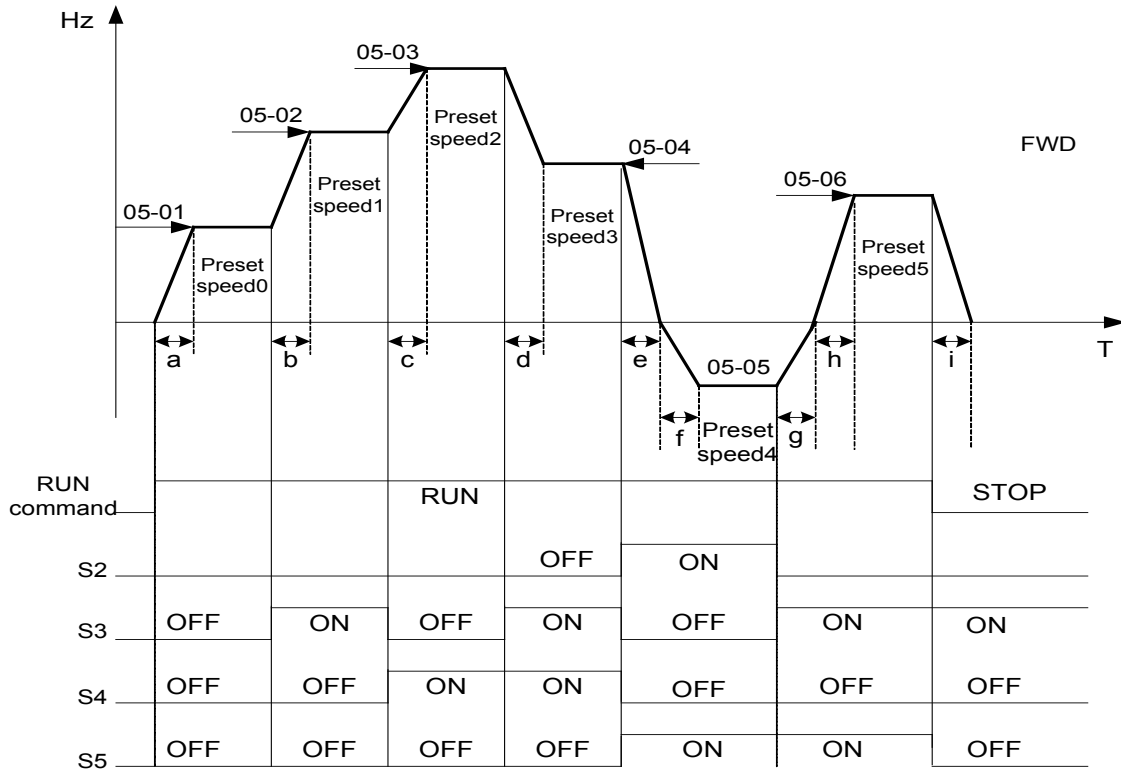 Hz
05-03
05-02
Preset
speed2
05-04
FWD
Preset
speed1
05-06
05-01
Preset
speed3
Preset
speed5
Preset
speed0
T
a
b
c
d
e
05-05
h
i
f
Preset
speed4
g
RUN
command
RUN
STOP
S2
OFF ON
S3
OFF ON OFF ON OFF ON ON
S4
OFF OFF ON ON OFF OFF OFF
S5
OFF OFF OFF OFF ON ON OFF